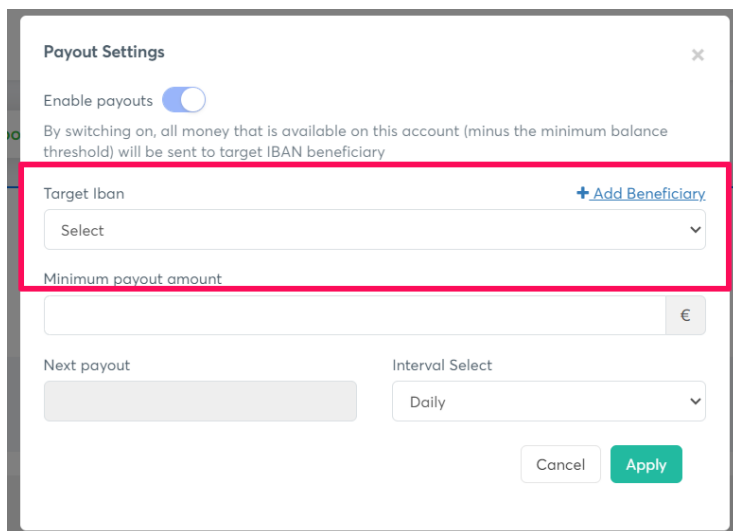 Payout Settings
×
Enable payouts
By switching on, all money that is available on this account (minus the minimum balance
threshold) will be sent to target IBAN beneficiary
Target Iban
+ Add Beneficiary
Select
Minimum payout amount
€
Next payout
Interval Select
Daily
Cancel
Apply